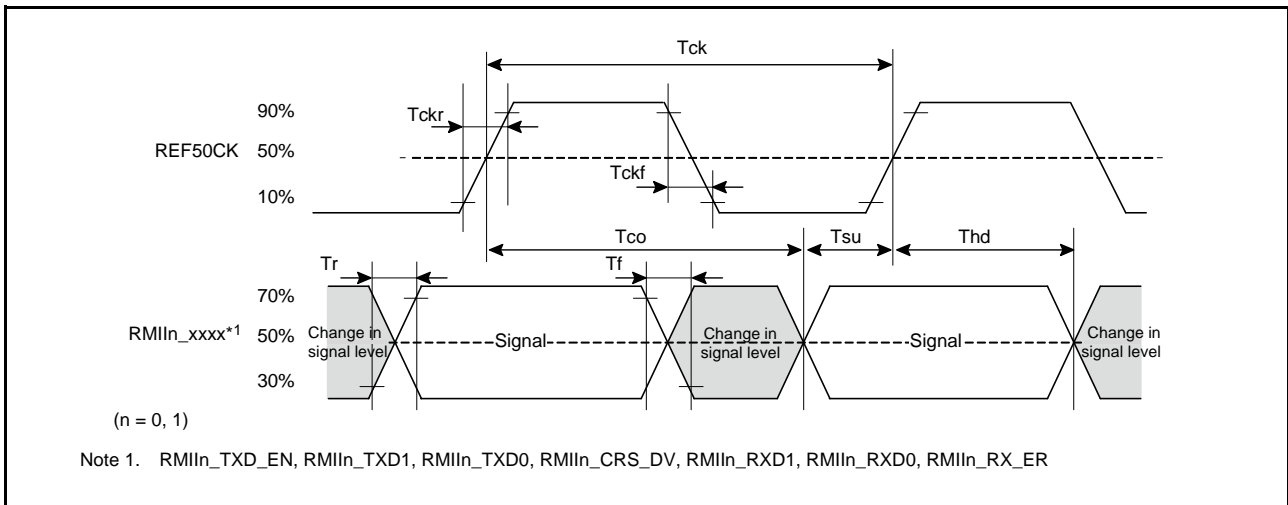 Tck
90%
Tckr
REF50CK
50%
Tckf
10%
Tco
Tsu
Thd
Tr
Tf
70%
RMIIn_xxxx*1
50%
Change in
signal level
Signal
Change in
signal level
Signal
Change in
signal level
30%
(n = 0, 1)
Note 1. RMIIn_TXD_EN, RMIIn_TXD1, RMIIn_TXD0, RMIIn_CRS_DV, RMIIn_RXD1, RMIIn_RXD0, RMIIn_RX_ER